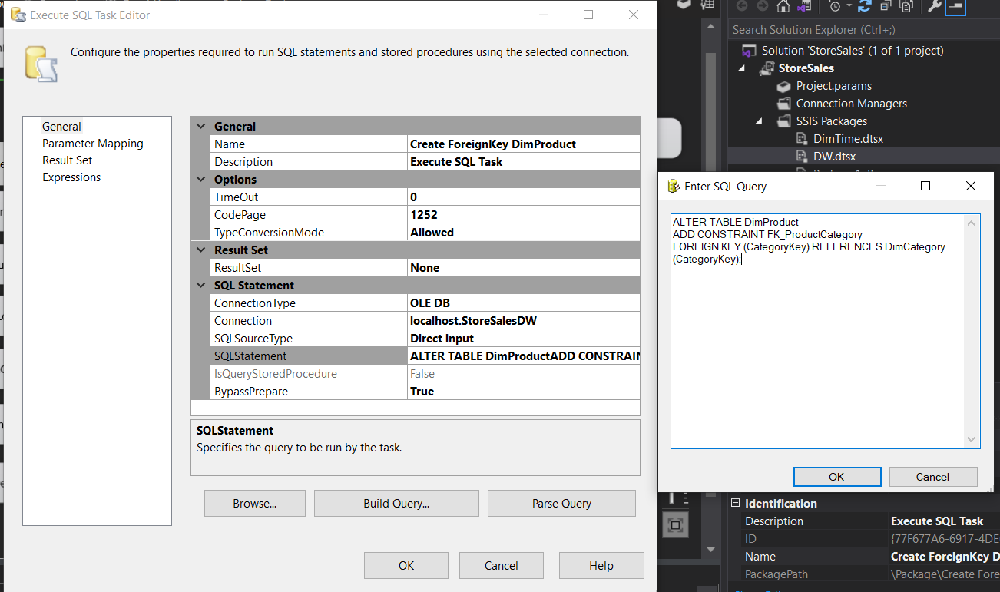 Execute SQL Task Editor
Configure the properties required to run SQL statements and stored procedures using the selected connection.
General
Parameter Mapping
Result Set
Expressions
General
Name Create ForeignKey DimProduct
Description Execute SQL Task
Options
TimeOut 0
CodePage 1252
TypeConversionMode Allowed
Result Set
ResultSet None
SQL Statement
ConnectionType OLE DB
Connection localhost.StoreSalesDW
SQLSourceType Direct input
SQLStatement ALTER TABLE DimProductADD CONSTRAIN
IsQueryStoredProcedure False
BypassPrepare True
SQLStatement
Specifies the query to be run by the task.
Browse...
Build Query...
Parse Query
OK
Cancel
Help
Search Solution Explorer (Ctrl+;)
Solution 'StoreSales' (1 of 1 project)
StoreSales
Project.params
Connection Managers
SSIS Packages
DimTime.dtsx
DW.dtsx
Enter SQL Query
ALTER TABLE DimProduct
ADD CONSTRAINT FK_ProductCategory
FOREIGN KEY (CategoryKey) REFERENCES DimCategory
(CategoryKey);
OK
Cancel
Identification
Description Execute SQL Task
ID {77F677A6-6917-4DE
Name Create ForeignKey D
PackagePath \Package\Create Fore